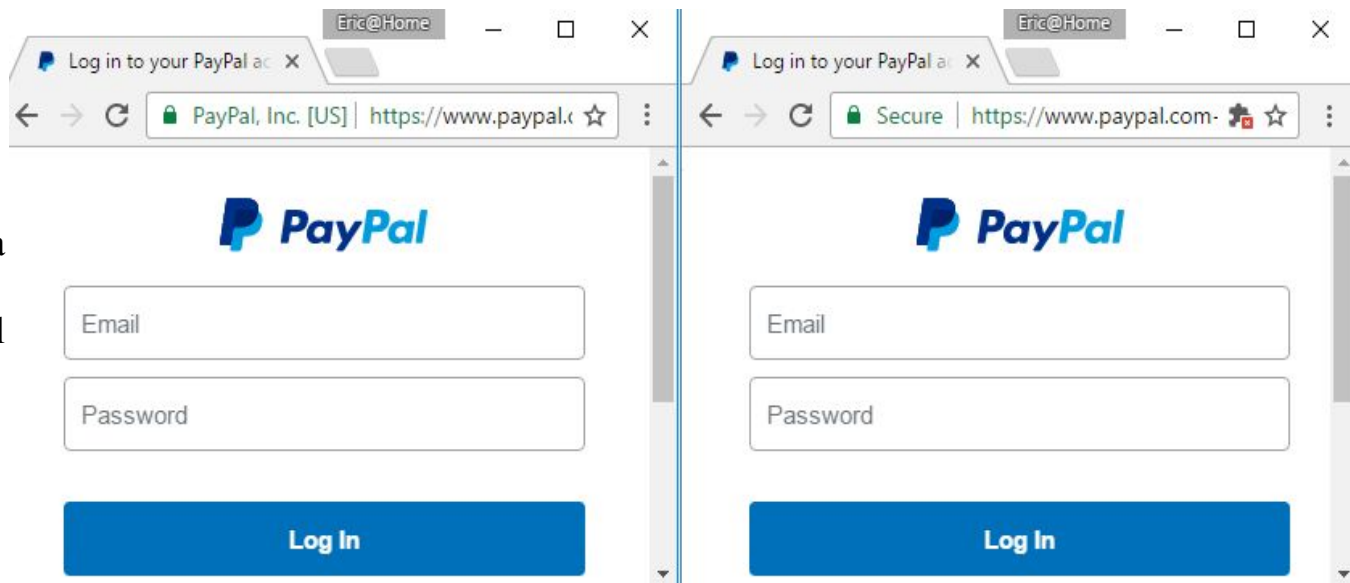 Eric@Home
Log in to your PayPal ac
PayPal, Inc. [US] https://www.paypal.c
PayPal
Email
Password
Log In
a
l
Eric@Home
Log in to your PayPal ac
Secure https://www.paypal.com-
PayPal
Email
Password
Log In